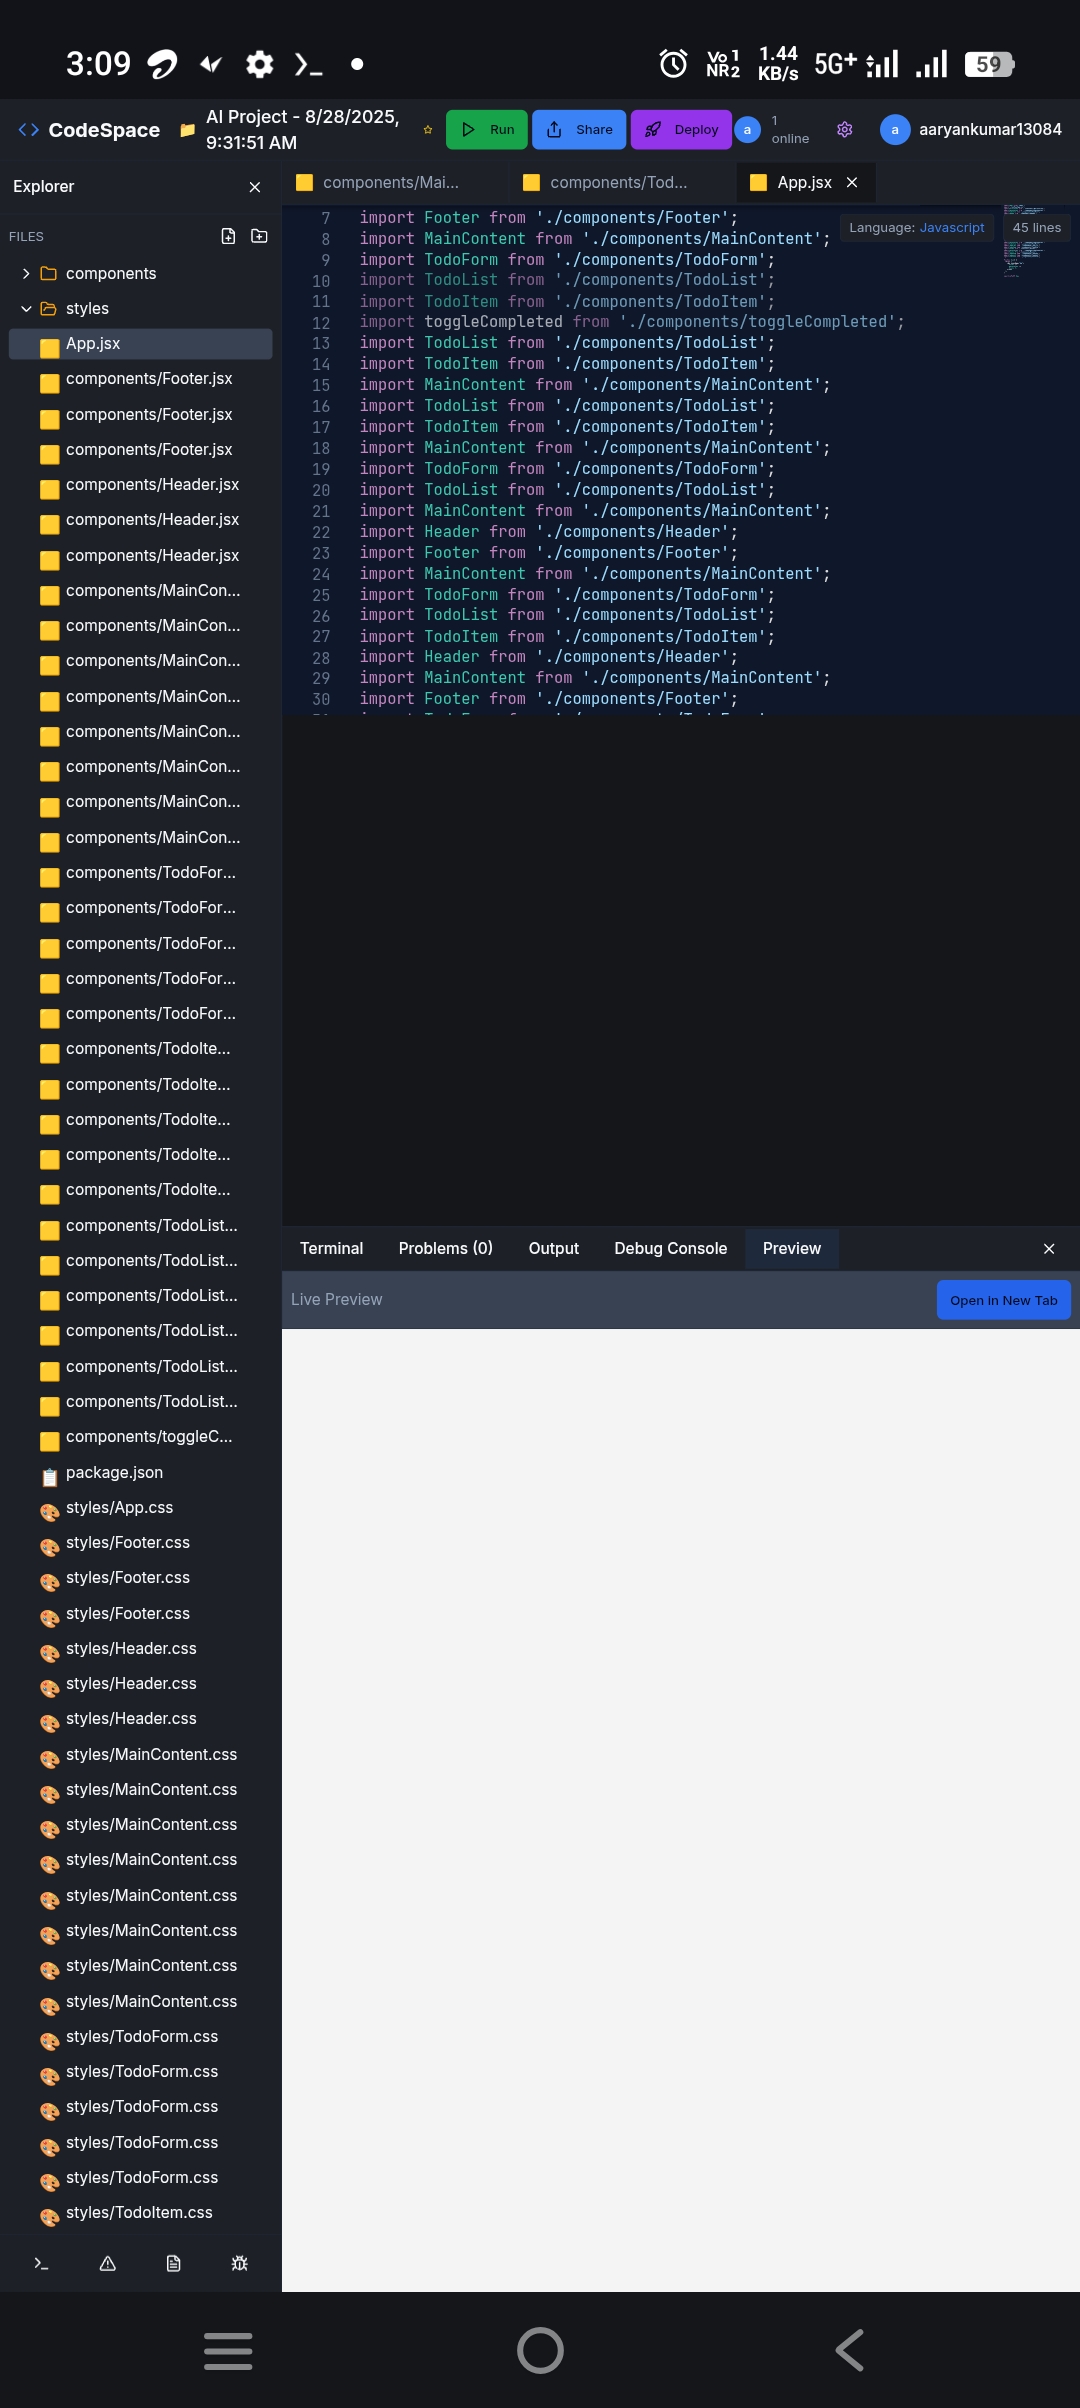 3:09
Vo 1
NR2
1.44
KB/s
5G+
59
CodeSpace
AI Project - 8/28/2025,
9:31:51 AM
Run
Share
Deploy
a
1
online
a
aaryankumar13084
Explorer
FILES
components
styles
App.jsx
components/Footer.jsx
components/Footer.jsx
components/Footer.jsx
components/Header.jsx
components/Header.jsx
components/Header.jsx
components/MainCon...
components/MainCon...
components/MainCon...
components/MainCon...
components/MainCon...
components/MainCon...
components/MainCon...
components/MainCon...
components/TodoFor...
components/TodoFor...
components/TodoFor...
components/TodoFor...
components/TodoFor...
components/TodoIte...
components/TodoIte...
components/TodoIte...
components/TodoIte...
components/TodoIte...
components/TodoList...
components/TodoList...
components/TodoList...
components/TodoList...
components/TodoList...
components/TodoList...
components/toggleC...
package.json
styles/App.css
styles/Footer.css
styles/Footer.css
styles/Footer.css
styles/Header.css
styles/Header.css
styles/Header.css
styles/MainContent.css
styles/MainContent.css
styles/MainContent.css
styles/MainContent.css
styles/MainContent.css
styles/MainContent.css
styles/MainContent.css
styles/MainContent.css
styles/TodoForm.css
styles/TodoForm.css
styles/TodoForm.css
styles/TodoForm.css
styles/TodoForm.css
styles/TodoItem.css
components/Mai...
components/Tod...
App.jsx
Language: Javascript
45 lines
7 import Footer from './components/Footer';
8 import MainContent from './components/MainContent';
9 import TodoForm from './components/TodoForm';
10 import TodoList from './components/TodoList';
11 import TodoItem from './components/TodoItem';
12 import toggleCompleted from './components/toggleCompleted';
13 import TodoList from './components/TodoList';
14 import TodoItem from './components/TodoItem';
15 import MainContent from './components/MainContent';
16 import TodoList from './components/TodoList';
17 import TodoItem from './components/TodoItem';
18 import MainContent from './components/MainContent';
19 import TodoForm from './components/TodoForm';
20 import TodoList from './components/TodoList';
21 import MainContent from './components/MainContent';
22 import Header from './components/Header';
23 import Footer from './components/Footer';
24 import MainContent from './components/MainContent';
25 import TodoForm from './components/TodoForm';
26 import TodoList from './components/TodoList';
27 import TodoItem from './components/TodoItem';
28 import Header from './components/Header';
29 import MainContent from './components/MainContent';
30 import Footer from './components/Footer';
Terminal
Problems (0)
Output
Debug Console
Preview
Live Preview
Open in New Tab